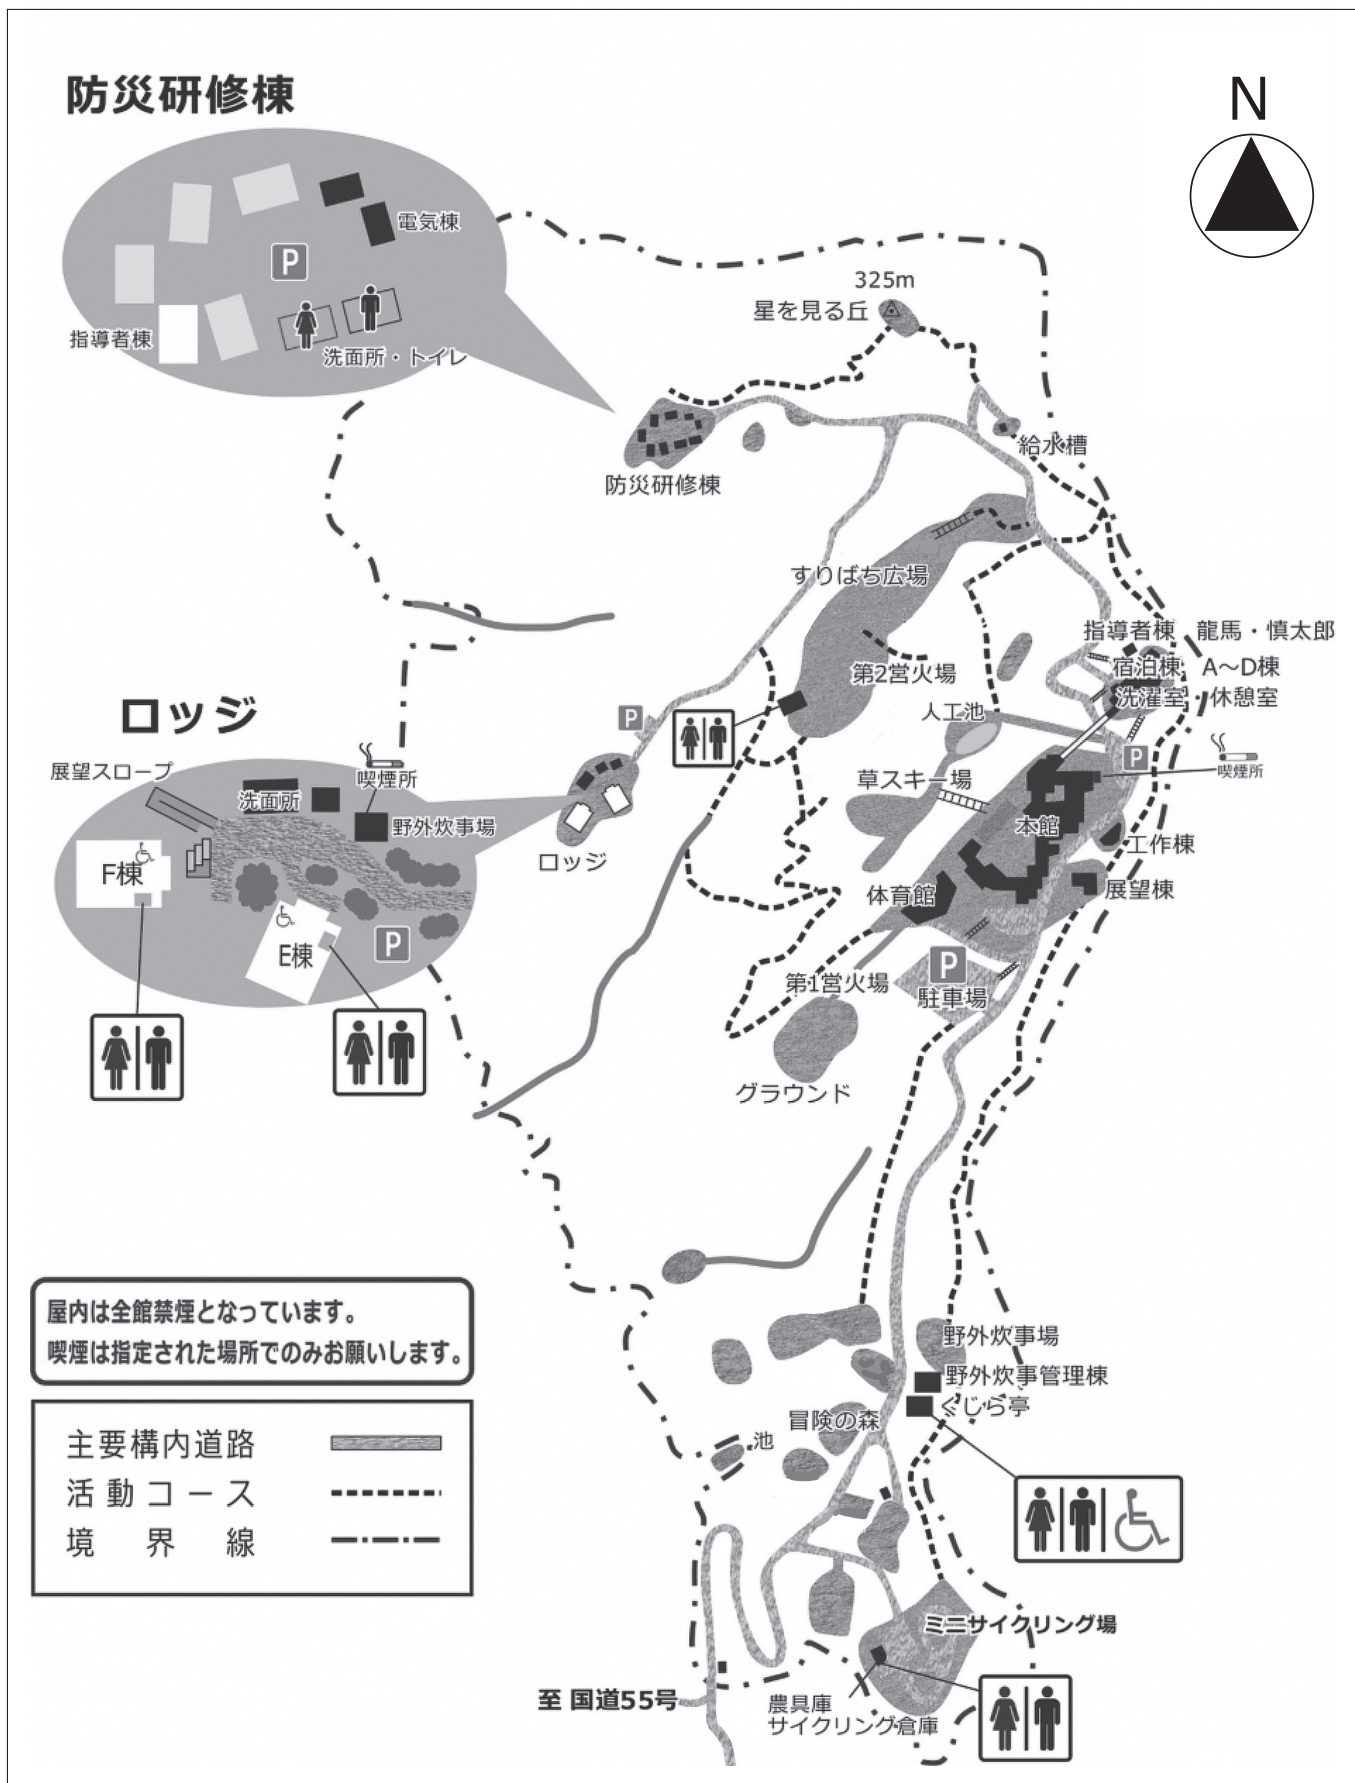 防災研修棟
N
電気棟
P
指導者棟
洗面所・トイレ
325m
星を見る丘
給水槽
防災研修棟
すりばち広場
指導者棟 龍馬・慎太郎
宿泊棟 A～D棟
洗濯室・休憩室
第2営火場
人工池
P
P
喫煙所
草スキー場
本館
工作棟
体育館
展望棟
ロッジ
展望スロープ
喫煙所
洗面所
野外炊事場
F棟
E棟
P
ロッジ
第1営火場
P
駐車場
グラウンド
屋内は全館禁煙となっています。
喫煙は指定された場所でのみお願いします。
主要構内道路
活動コース
境界線
野外炊事場
野外炊事管理棟
くじら亭
冒険の森
池
ミニサイクリング場
至 国道55号
農具庫
サイクリング倉庫